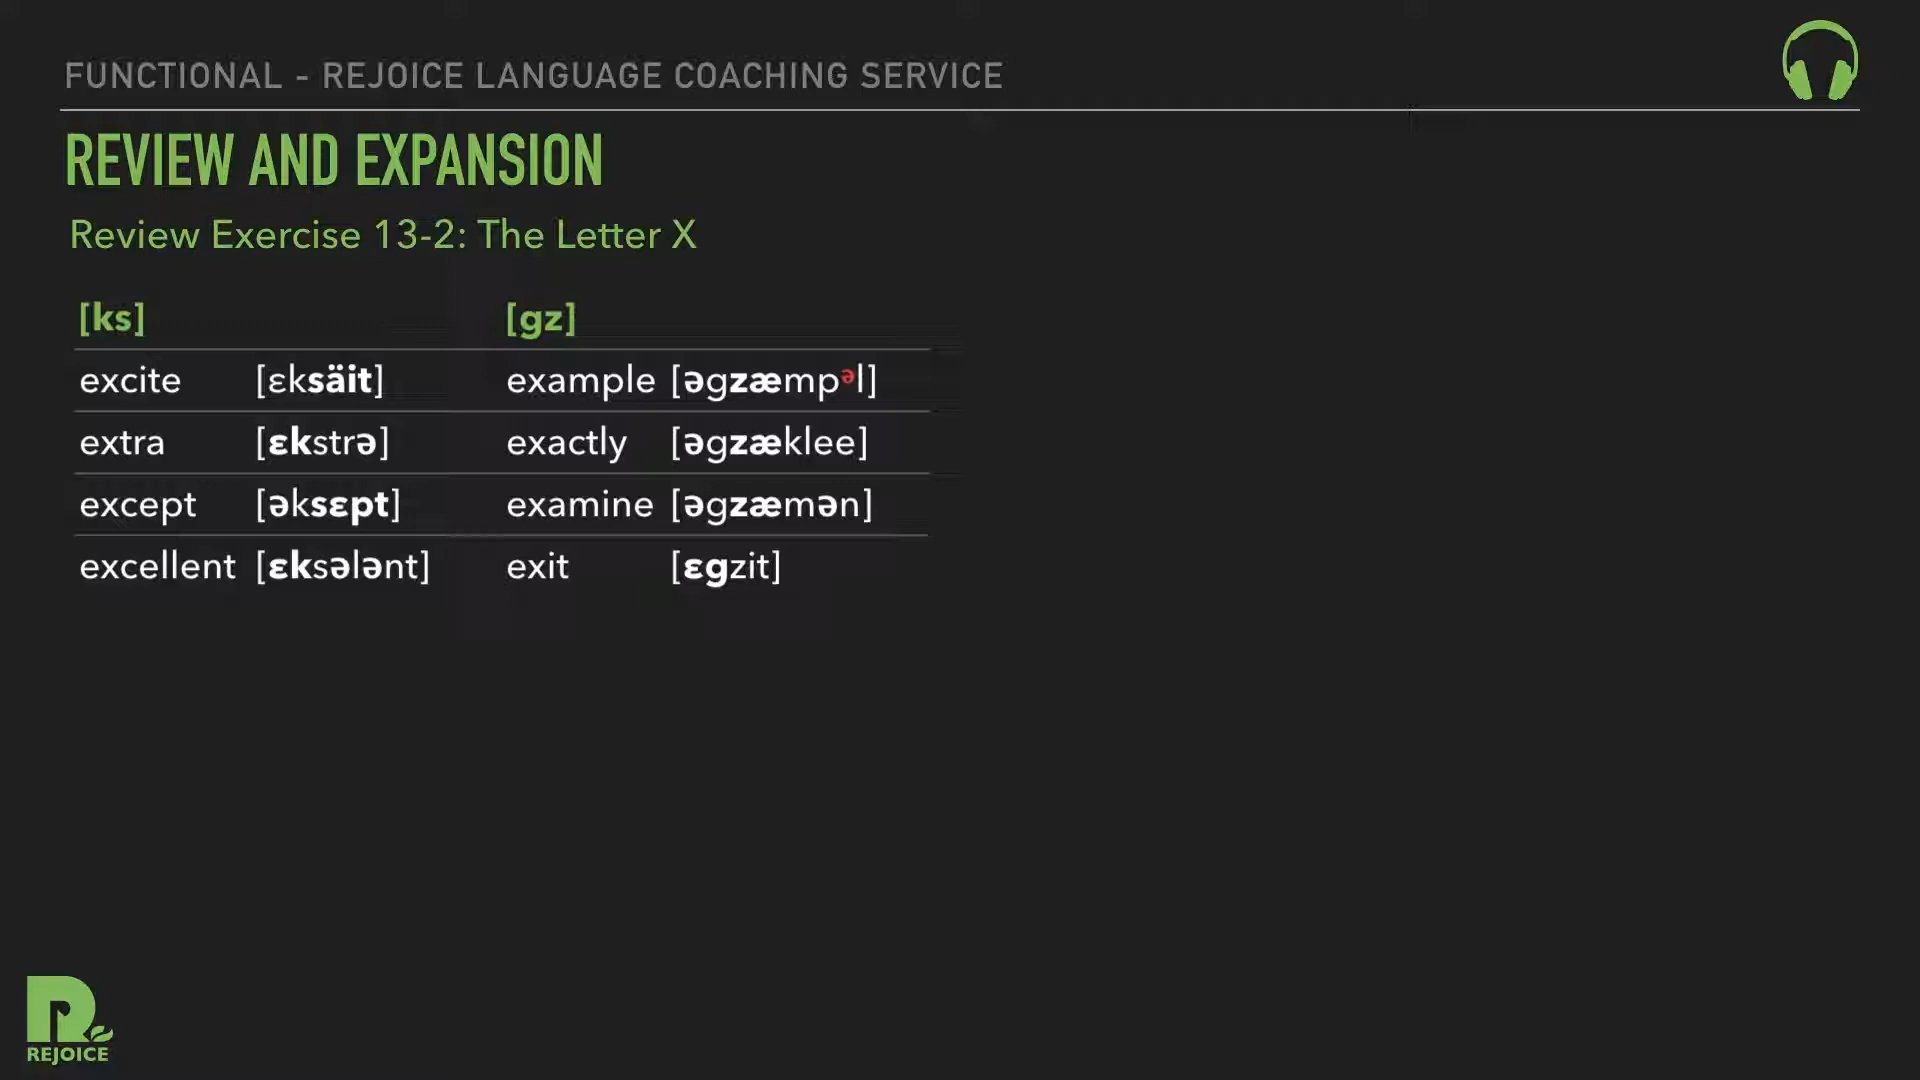 FUNCTIONAL - REJOICE LANGUAGE COACHING SERVICE
REVIEW AND EXPANSION
Review Exercise 13-2: The Letter X
[ks] [gz]
excite [ɛksäit] example [əgzæmpᵊl]
extra [ɛkstrə] exactly [əgzæklee]
except [əksɛpt] examine [əgzæmən]
excellent [ɛksələnt] exit [ɛgzit]
REJOICE